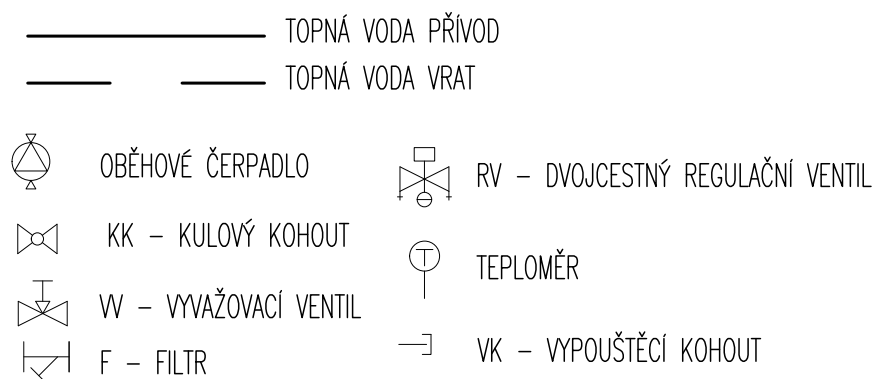 TOPNÁ VODA PŘÍVOD
TOPNÁ VODA VRAT
OBĚHOVÉ ČERPADLO
KK – KULOVÝ KOHOUT
VV – VYVAŽOVACÍ VENTIL
F – FILTR
RV – DVOJCESTNÝ REGULAČNÍ VENTIL
T
TEPLOMĚR
VK – VYPOUŠTĚCÍ KOHOUT